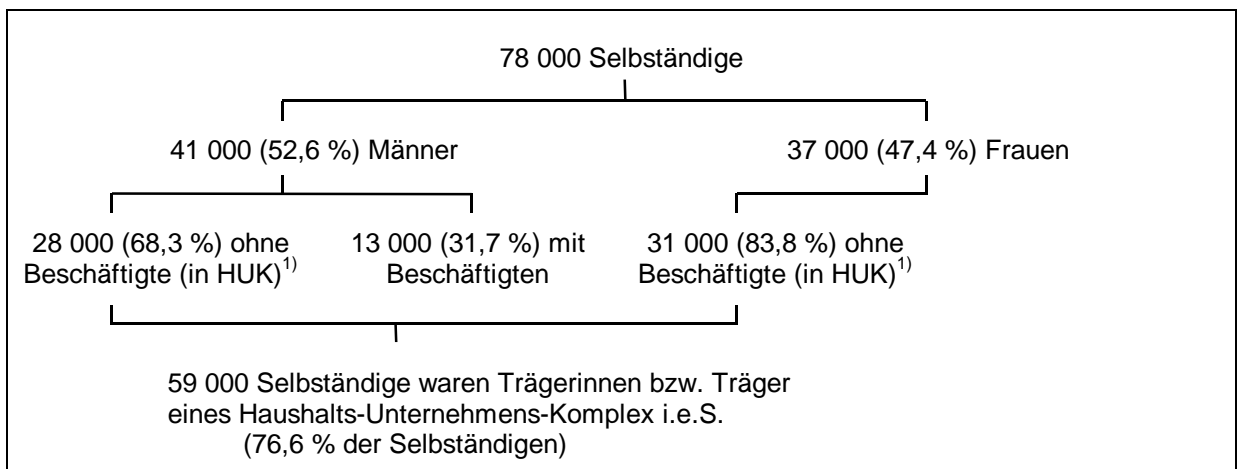 78 000 Selbständige
41 000 (52,6 %) Männer
37 000 (47,4 %) Frauen
28 000 (68,3 %) ohne
Beschäftigte (in HUK)1)
13 000 (31,7 %) mit
Beschäftigten
31 000 (83,8 %) ohne
Beschäftigte (in HUK)1)
59 000 Selbständige waren Trägerinnen bzw. Träger
eines Haushalts-Unternehmens-Komplex i.e.S.
(76,6 % der Selbständigen)